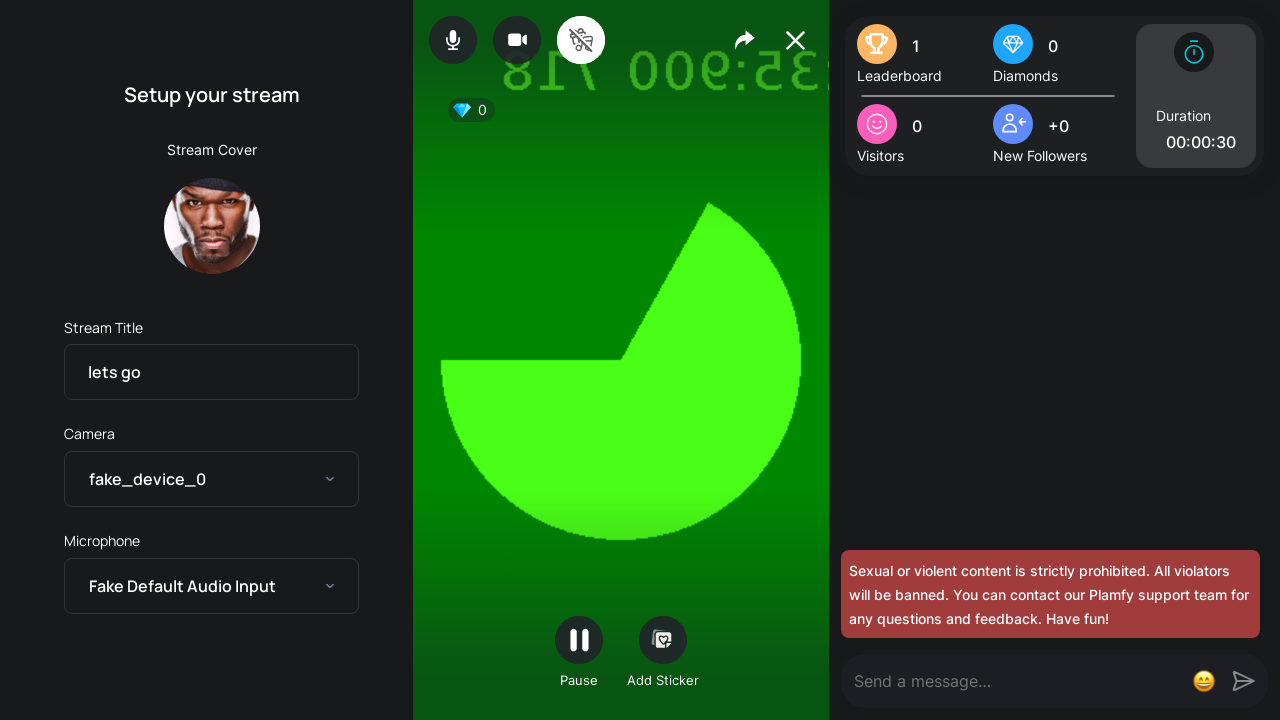 Setup your stream
Stream Cover
Stream Title
lets go
Camera
fake_device_0
Microphone
Fake Default Audio Input
0
Pause
Add Sticker
1
Leaderboard
0
Diamonds
0
Visitors
+0
New Followers
Duration
00:00:30
Sexual or violent content is strictly prohibited. All violators
will be banned. You can contact our Plamfy support team for
any questions and feedback. Have fun!
Send a message...